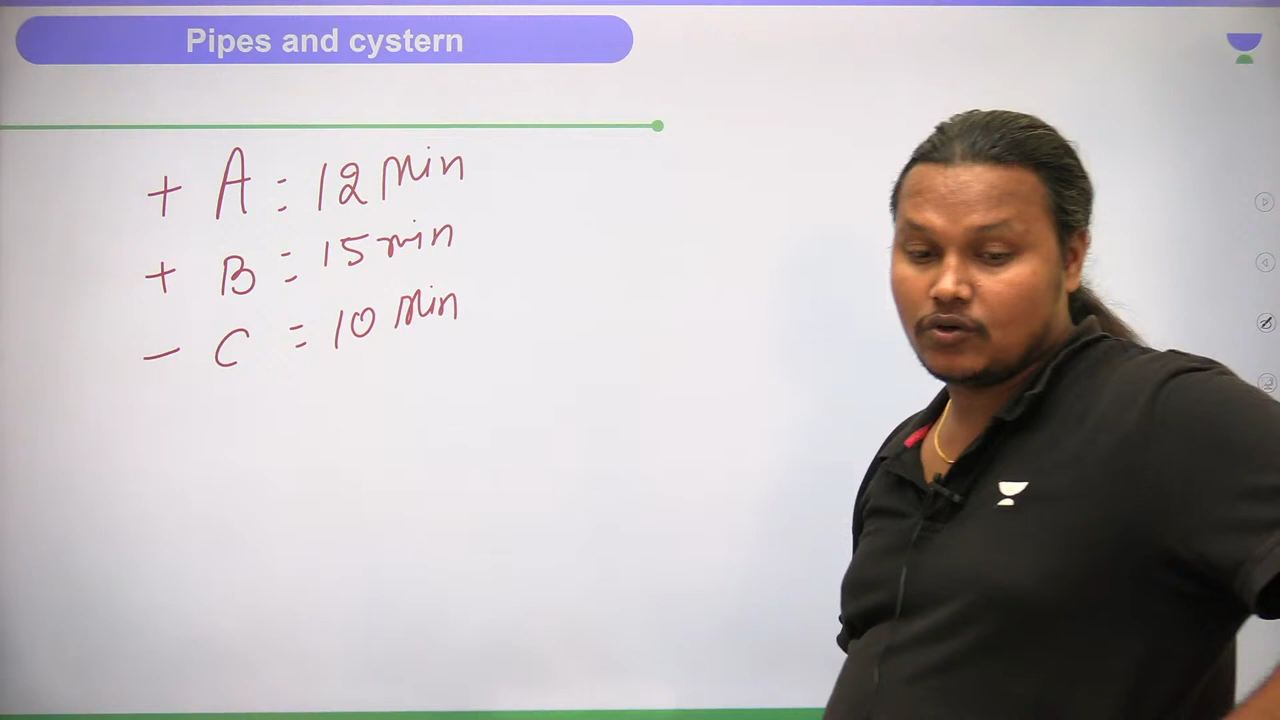 Pipes and cystern
+ A = 12 Min
+ B = 15 min
- C = 10 Min